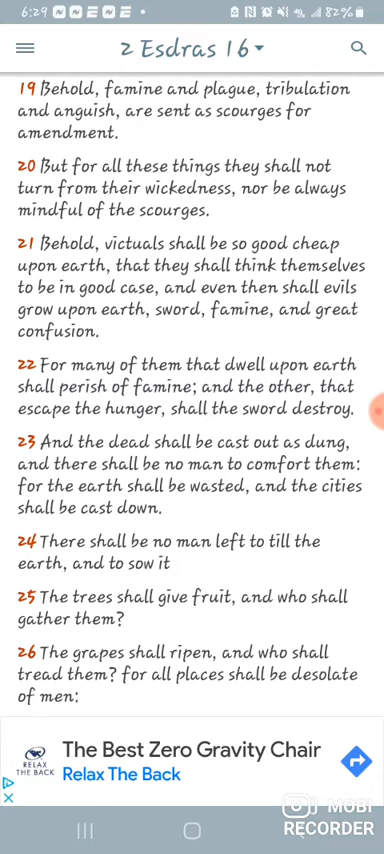 6:29
82%
2 Esdras 16
19 Behold, famine and plague, tribulation
and anguish, are sent as scourges for
amendment.
20 But for all these things they shall not
turn from their wickedness, nor be always
mindful of the scourges.
21 Behold, victuals shall be so good cheap
upon earth, that they shall think themselves
to be in good case, and even then shall evils
grow upon earth, sword, famine, and great
confusion.
22 For many of them that dwell upon earth
shall perish of famine; and the other, that
escape the hunger, shall the sword destroy.
23 And the dead shall be cast out as dung,
and there shall be no man to comfort them:
for the earth shall be wasted, and the cities
shall be cast down.
24 There shall be no man left to till the
earth, and to sow it
25 The trees shall give fruit, and who shall
gather them?
26 The grapes shall ripen, and who shall
tread them? for all places shall be desolate
of men:
The Best Zero Gravity Chair
Relax The Back
RELAX
THE BACK
MOBI
RECORDER